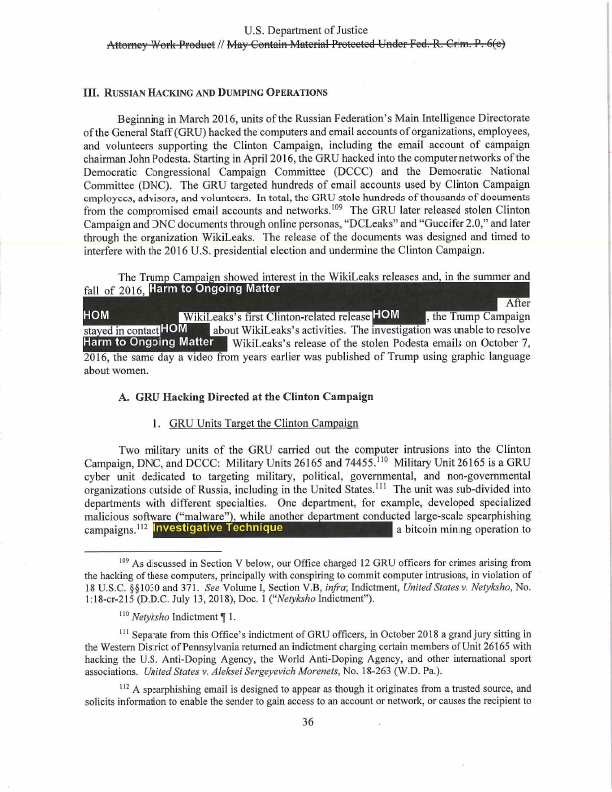 U.S. Department of Justice
Attorney Work Product // May Contain Material Protected Under Fed. R. Crim. P. 6(e)
III. RUSSIAN HACKING AND DUMPING OPERATIONS
Beginning in March 2016, units of the Russian Federation's Main Intelligence Directorate
of the General Staff (GRU) hacked the computers and email accounts of organizations, employees,
and volunteers supporting the Clinton Campaign, including the email account of campaign
chairman John Podesta. Starting in April 2016, the GRU hacked into the computer networks of the
Democratic Congressional Campaign Committee (DCCC) and the Democratic National
Committee (DNC). The GRU targeted hundreds of email accounts used by Clinton Campaign
employees, advisors, and volunteers. In total, the GRU stole hundreds of thousands of documents
from the compromised email accounts and networks.109 The GRU later released stolen Clinton
Campaign and DNC documents through online personas, "DCLeaks" and "Guccifer 2.0," and later
through the organization WikiLeaks. The release of the documents was designed and timed to
interfere with the 2016 U.S. presidential election and undermine the Clinton Campaign.
The Trump Campaign showed interest in the WikiLeaks releases and, in the summer and
fall of 2016, Harm to Ongoing Matter
After
HOM WikiLeaks's first Clinton-related release HOM , the Trump Campaign
stayed in contact HOM about WikiLeaks's activities. The investigation was unable to resolve
Harm to Ongoing Matter WikiLeaks's release of the stolen Podesta emails on October 7,
2016, the same day a video from years earlier was published of Trump using graphic language
about women.
A. GRU Hacking Directed at the Clinton Campaign
1. GRU Units Target the Clinton Campaign
Two military units of the GRU carried out the computer intrusions into the Clinton
Campaign, DNC, and DCCC: Military Units 26165 and 74455.110 Military Unit 26165 is a GRU
cyber unit dedicated to targeting military, political, governmental, and non-governmental
organizations outside of Russia, including in the United States.111 The unit was sub-divided into
departments with different specialties. One department, for example, developed specialized
malicious software ("malware"), while another department conducted large-scale spearphishing
campaigns.112 Investigative Technique a bitcoin mining operation to
109 As discussed in Section V below, our Office charged 12 GRU officers for crimes arising from
the hacking of these computers, principally with conspiring to commit computer intrusions, in violation of
18 U.S.C. §§1030 and 371. See Volume I, Section V.B, infra; Indictment, United States v. Netyksho, No.
1:18-cr-215 (D.D.C. July 13, 2018), Doc. 1 ("Netyksho Indictment").
110 Netyksho Indictment ¶ 1.
111 Separate from this Office's indictment of GRU officers, in October 2018 a grand jury sitting in
the Western District of Pennsylvania returned an indictment charging certain members of Unit 26165 with
hacking the U.S. Anti-Doping Agency, the World Anti-Doping Agency, and other international sport
associations. United States v. Aleksei Sergeyevich Morenets, No. 18-263 (W.D. Pa.).
112 A spearphishing email is designed to appear as though it originates from a trusted source, and
solicits information to enable the sender to gain access to an account or network, or causes the recipient to
36